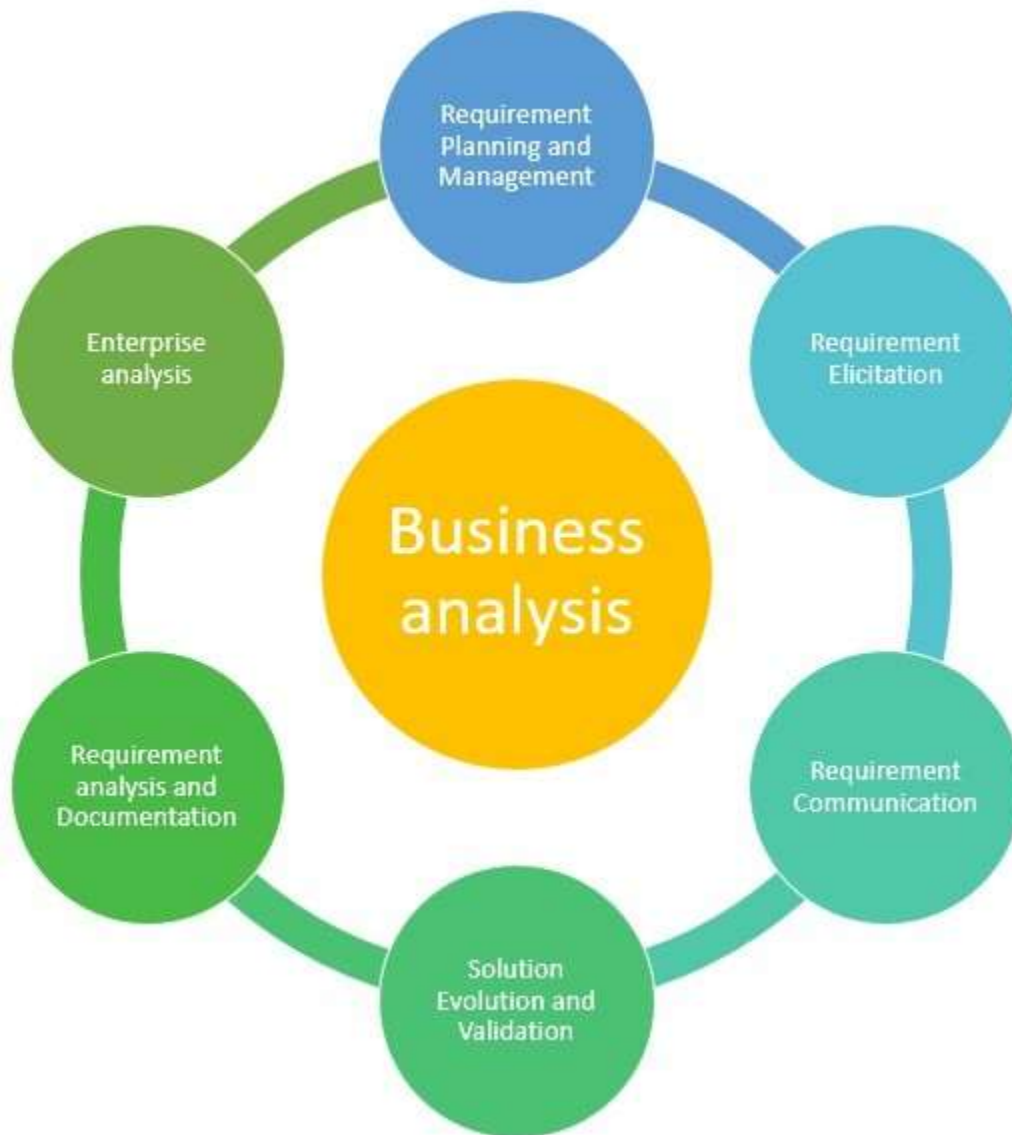 Requirement
Planning and
Management
Requirement
Elicitation
Requirement
Communication
Solution
Evolution and
Validation
Requirement
analysis and
Documentation
Enterprise
analysis
Business
analysis